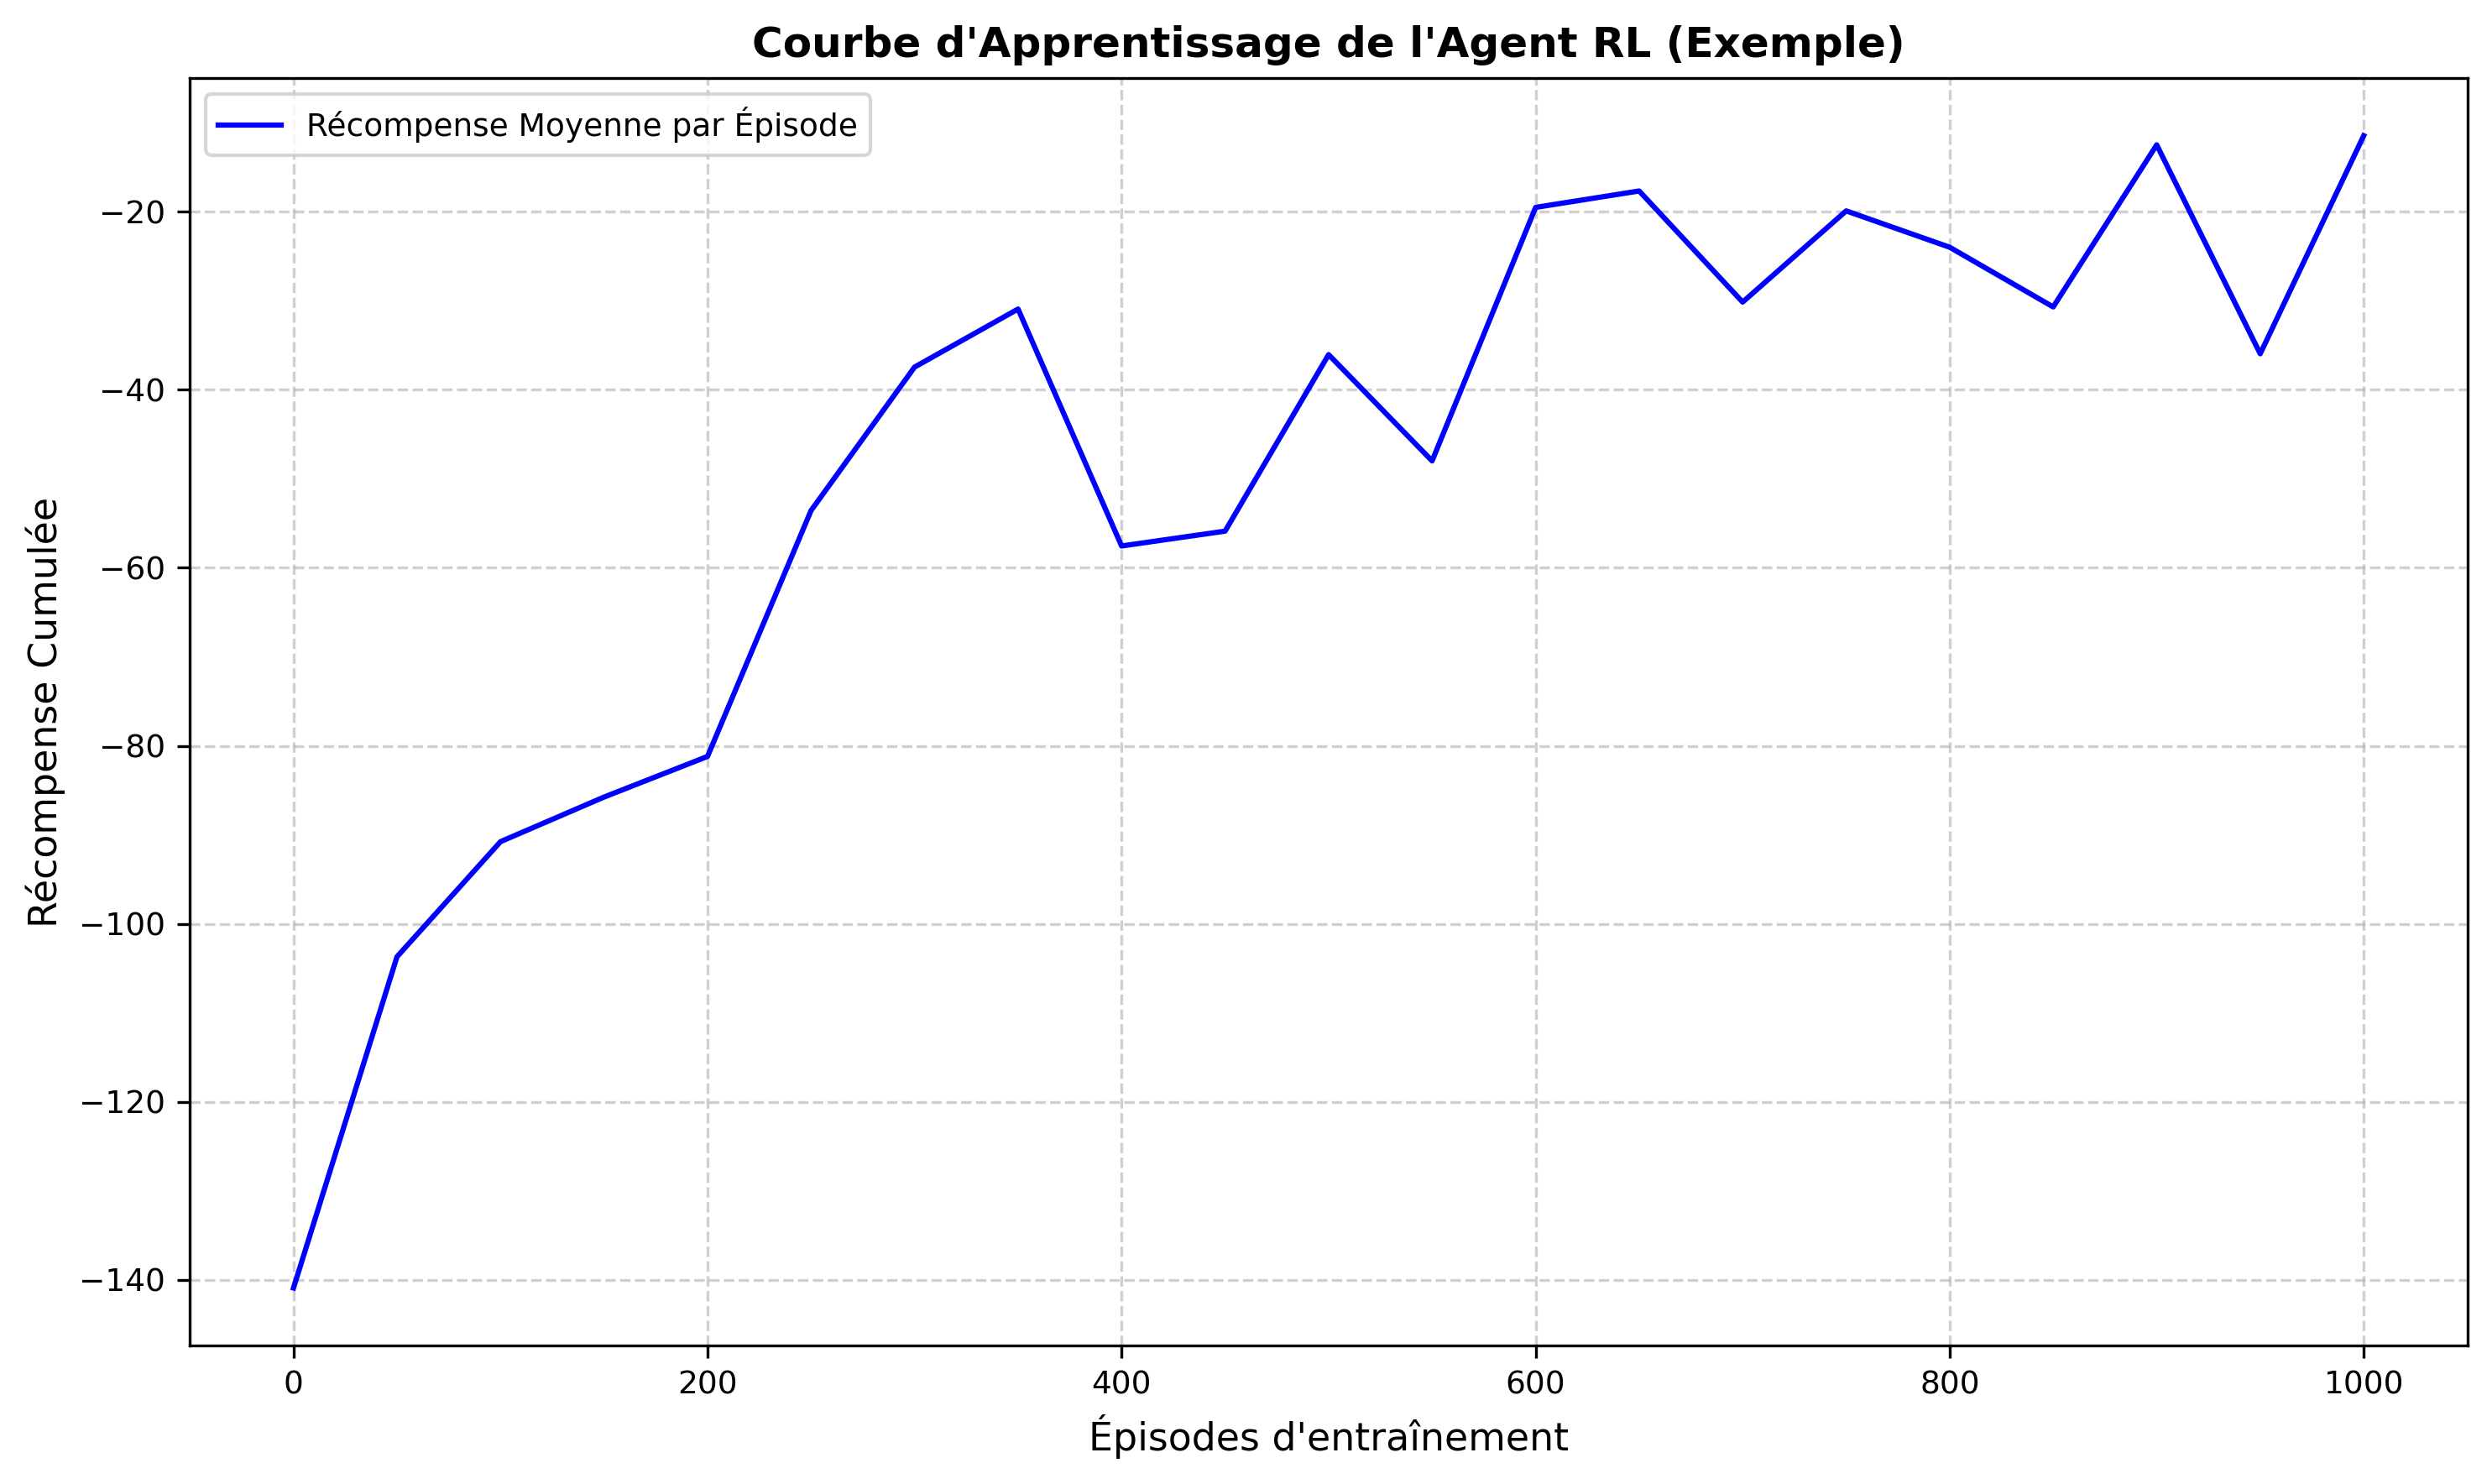 Courbe d'Apprentissage de l'Agent RL (Exemple)
Récompense Moyenne par Épisode
Récompense Cumulée
−20
−40
−60
−80
−100
−120
−140
0 200 400 600 800 1000
Épisodes d'entraînement